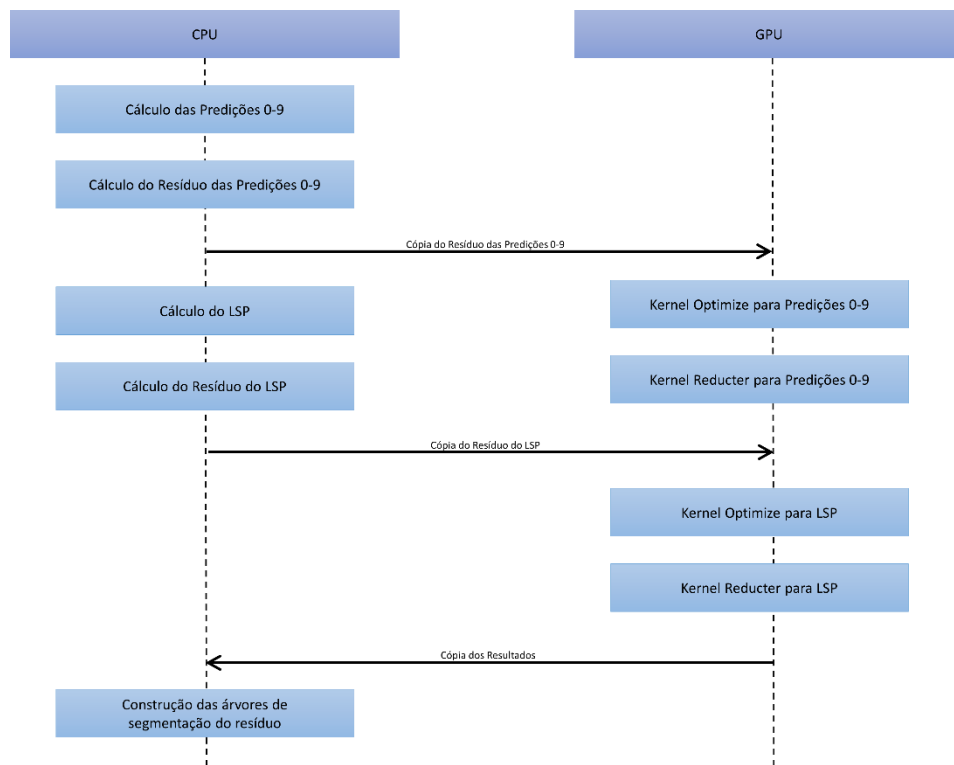 CPU
GPU
Cálculo das Predições 0-9
Cálculo do Resíduo das Predições 0-9
Cópia do Resíduo das Predições 0-9
Cálculo do LSP
Kernel Optimize para Predições 0-9
Cálculo do Resíduo do LSP
Kernel Reducter para Predições 0-9
Cópia do Resíduo do LSP
Kernel Optimize para LSP
Kernel Reducter para LSP
Cópia dos Resultados
Construção das árvores de
segmentação do resíduo